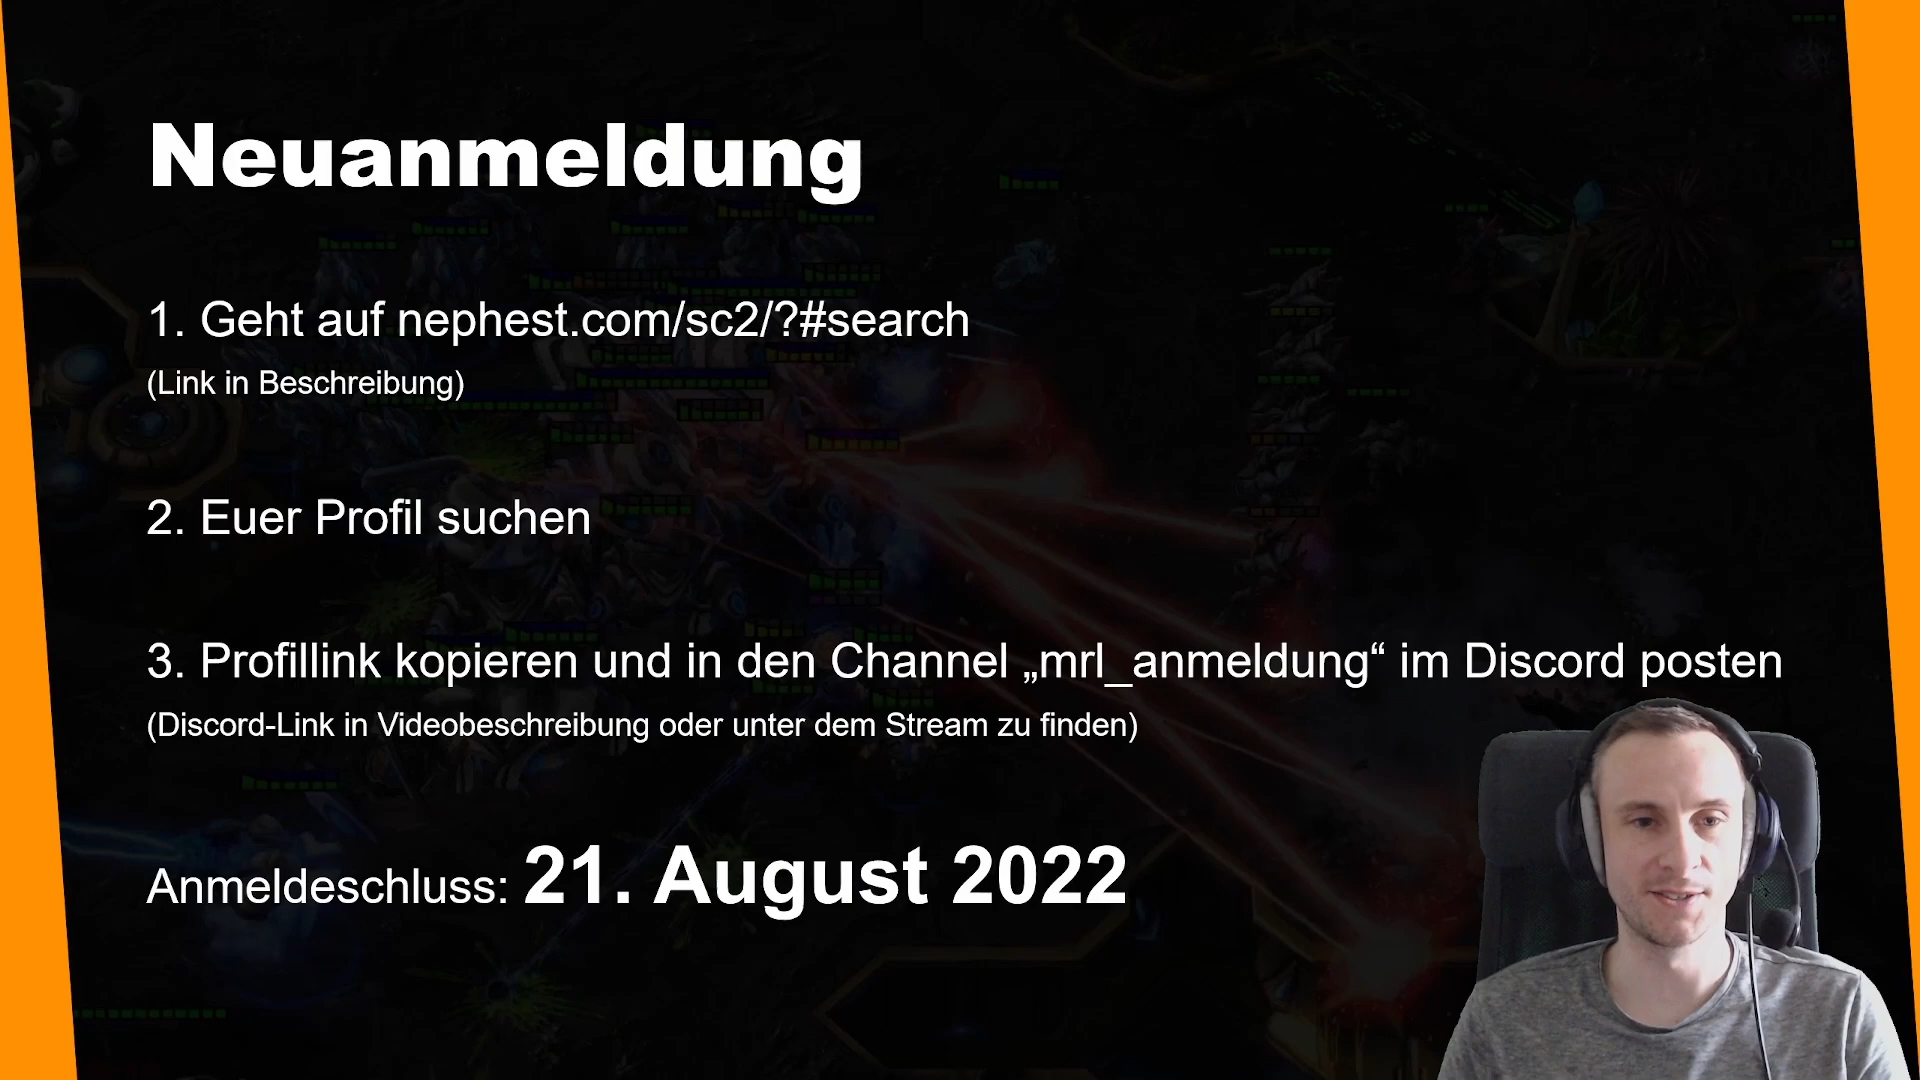 Neuanmeldung
1. Geht auf nephest.com/sc2/?#search
(Link in Beschreibung)
2. Euer Profil suchen
3. Profillink kopieren und in den Channel „mrl_anmeldung“ im Discord posten
(Discord-Link in Videobeschreibung oder unter dem Stream zu finden)
Anmeldeschluss: 21. August 2022